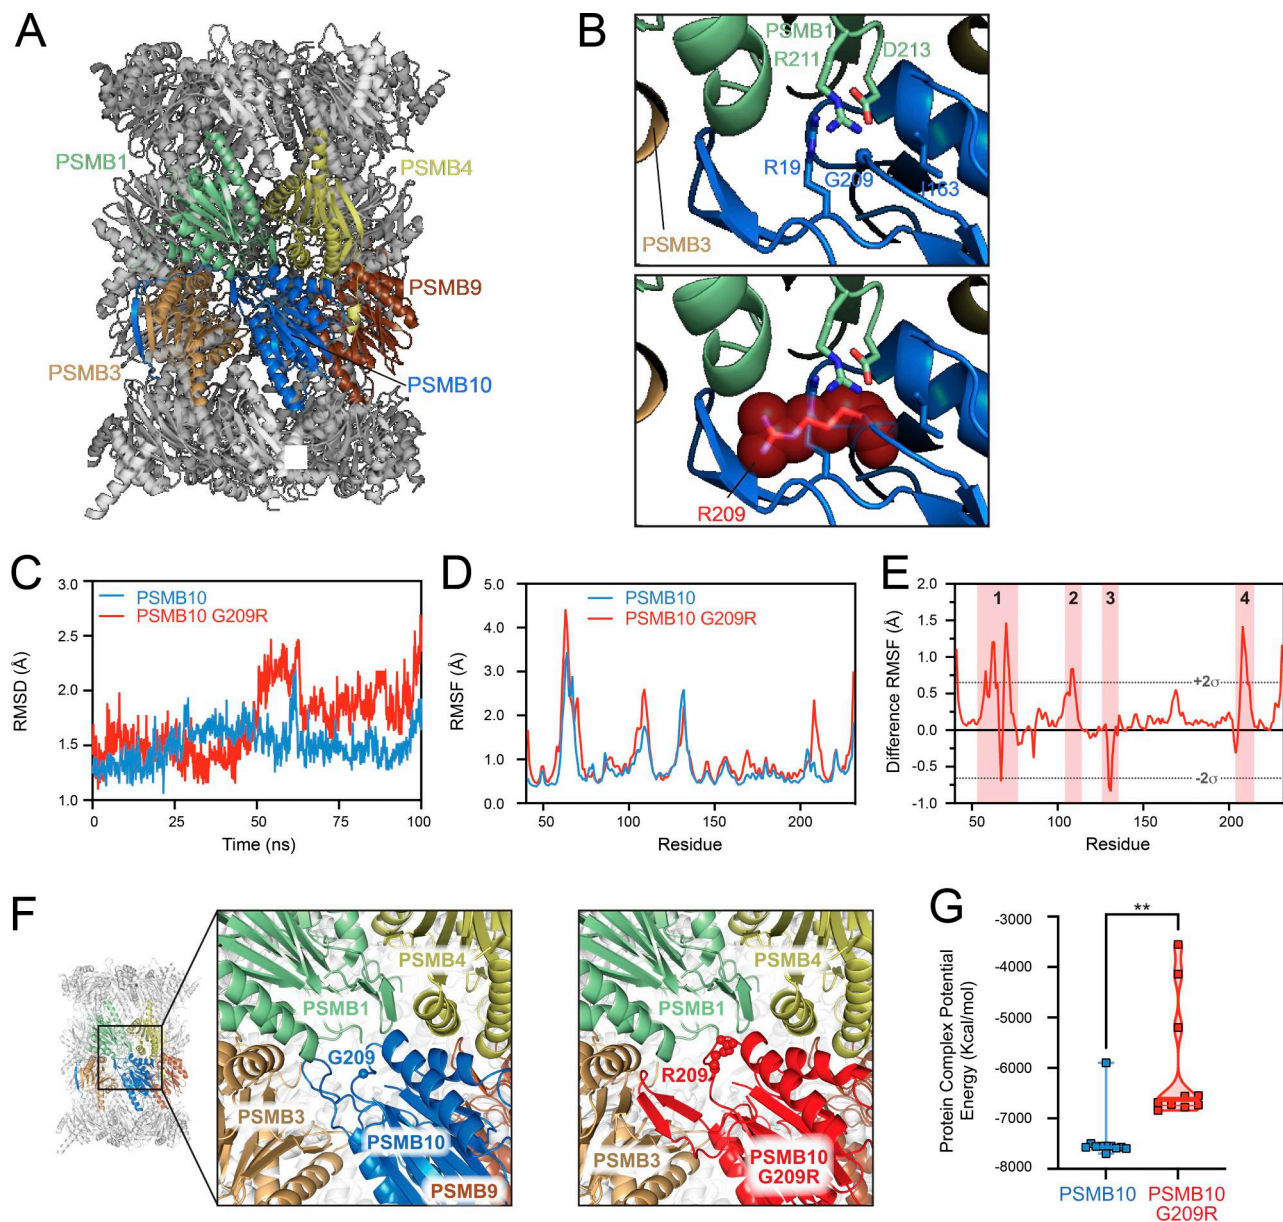 A
PSMB1
PSMB4
PSMB9
PSMB3
PSMB10
B
PSMB1
R211
D213
R19
G209
I163
PSMB3
R209
C
3.0
2.5
2.0
1.5
1.0
RMSD (Å)
PSMB10
PSMB10 G209R
0
25
50
75
100
Time (ns)
D
5.0
4.0
3.0
2.0
1.0
0.0
RMSF (Å)
PSMB10
PSMB10 G209R
50
100
150
200
Residue
E
2.0
1.5
1.0
0.5
0.0
-0.5
-1.0
Difference RMSF (Å)
1
2
3
4
+2σ
-2σ
50
100
150
200
Residue
F
PSMB4
PSMB1
G209
PSMB3
PSMB10
PSMB9
PSMB4
PSMB1
R209
PSMB3
PSMB10
G209R
G
-3000
-4000
-5000
-6000
-7000
-8000
Protein Complex Potential
Energy (Kcal/mol)
**
PSMB10
PSMB10
G209R